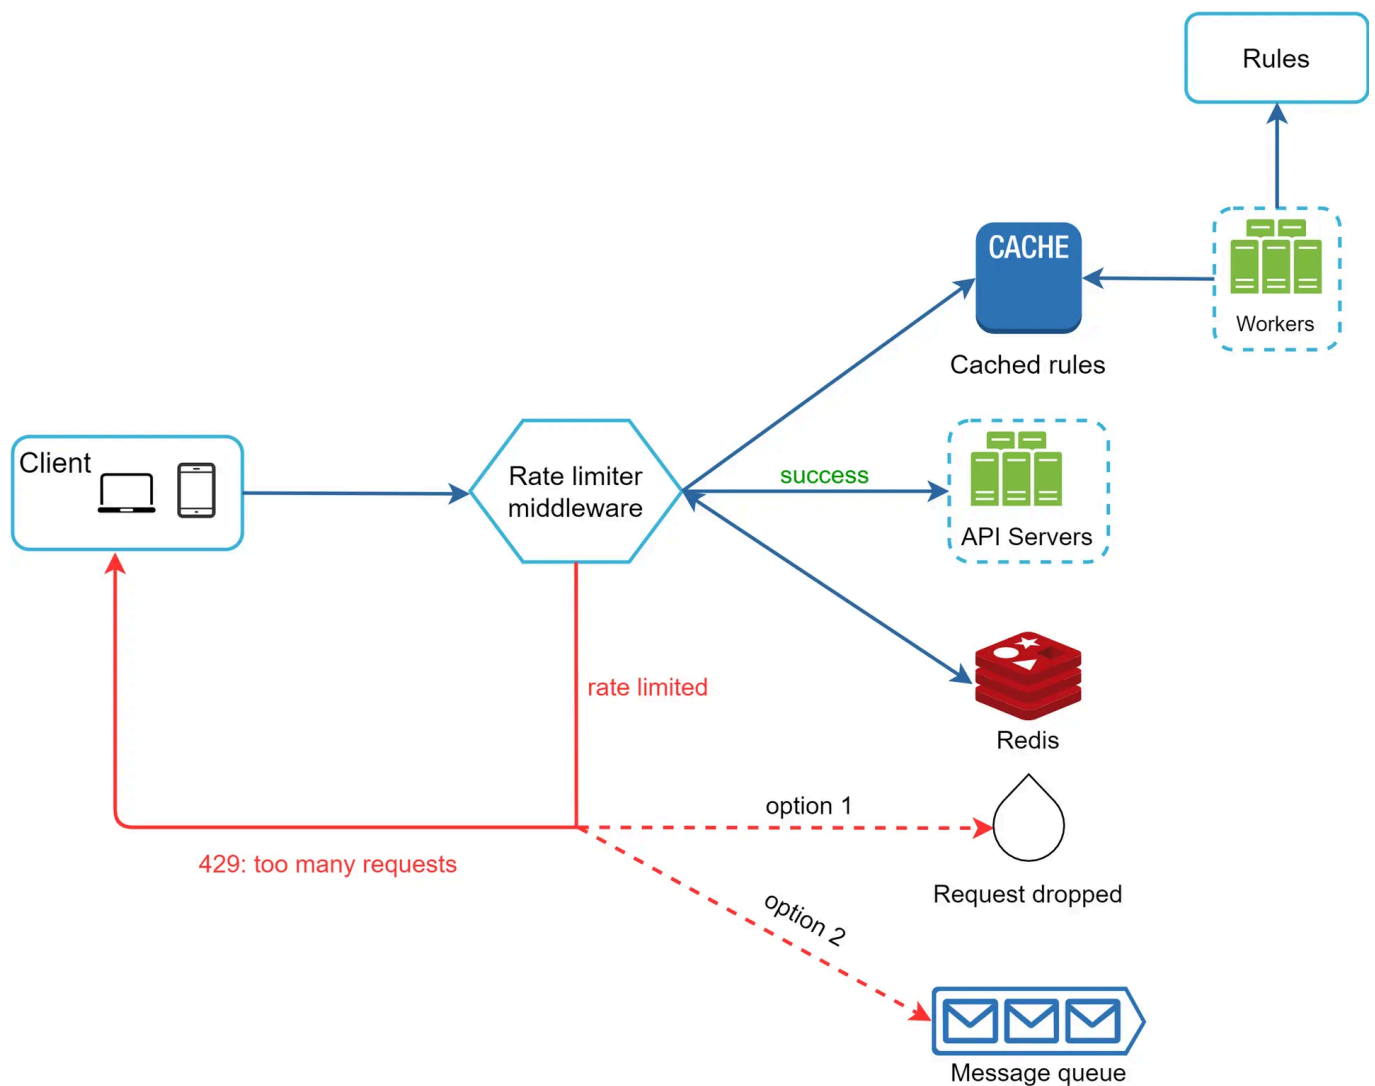 Rules
CACHE
Workers
Cached rules
Client
Rate limiter
middleware
success
API Servers
rate limited
Redis
option 1
429: too many requests
Request dropped
option 2
Message queue